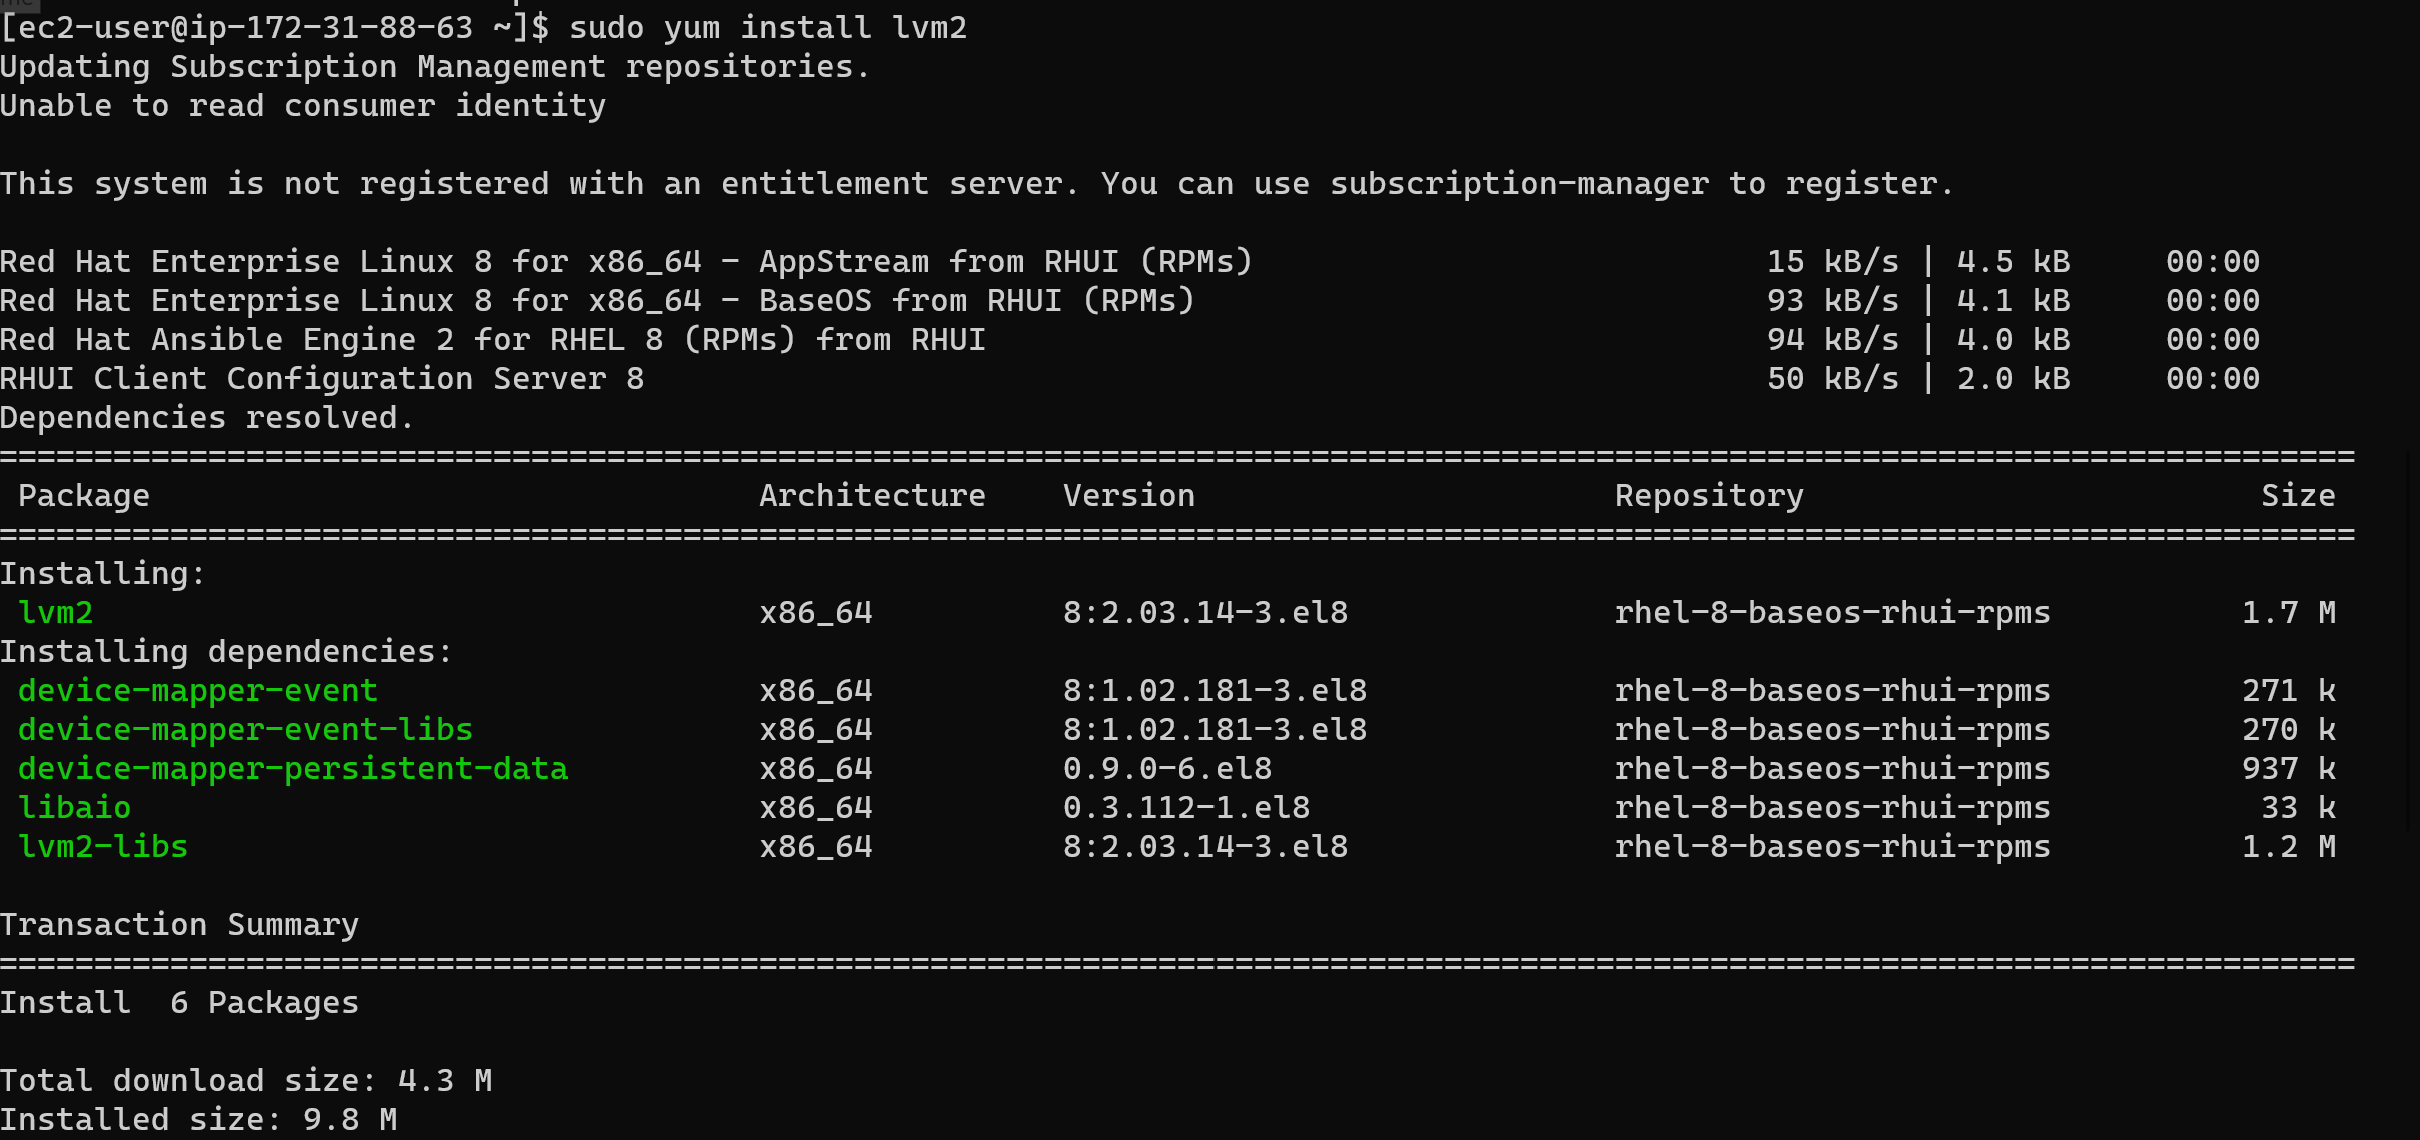 [ec2-user@ip-172-31-88-63 ~]$ sudo yum install lvm2
Updating Subscription Management repositories.
Unable to read consumer identity
This system is not registered with an entitlement server. You can use subscription-manager to register.
Red Hat Enterprise Linux 8 for x86_64 - AppStream from RHUI (RPMs) 15 kB/s | 4.5 kB 00:00
Red Hat Enterprise Linux 8 for x86_64 - BaseOS from RHUI (RPMs) 93 kB/s | 4.1 kB 00:00
Red Hat Ansible Engine 2 for RHEL 8 (RPMs) from RHUI 94 kB/s | 4.0 kB 00:00
RHUI Client Configuration Server 8 50 kB/s | 2.0 kB 00:00
Dependencies resolved.
============================================================================================================================
Package Architecture Version Repository Size
============================================================================================================================
Installing:
lvm2 x86_64 8:2.03.14-3.el8 rhel-8-baseos-rhui-rpms 1.7 M
Installing dependencies:
device-mapper-event x86_64 8:1.02.181-3.el8 rhel-8-baseos-rhui-rpms 271 k
device-mapper-event-libs x86_64 8:1.02.181-3.el8 rhel-8-baseos-rhui-rpms 270 k
device-mapper-persistent-data x86_64 0.9.0-6.el8 rhel-8-baseos-rhui-rpms 937 k
libaio x86_64 0.3.112-1.el8 rhel-8-baseos-rhui-rpms 33 k
lvm2-libs x86_64 8:2.03.14-3.el8 rhel-8-baseos-rhui-rpms 1.2 M
Transaction Summary
============================================================================================================================
Install 6 Packages
Total download size: 4.3 M
Installed size: 9.8 M